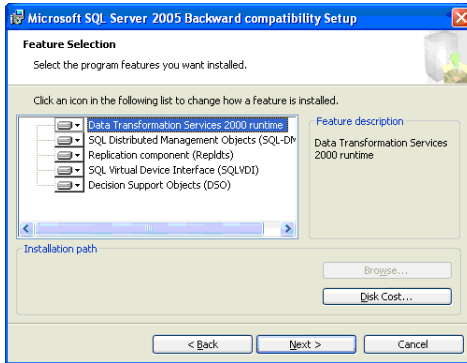 Microsoft SQL Server 2005 Backward compatibility Setup
Feature Selection
Select the program features you want installed.
Click an icon in the following list to change how a feature is installed.
Data Transformation Services 2000 runtime
SQL Distributed Management Objects (SQL-DM
Replication component (Repldts)
SQL Virtual Device Interface (SQLVDI)
Decision Support Objects (DSO)
Feature description
Data Transformation Services
2000 runtime
Installation path
Browse...
Disk Cost...
< Back
Next >
Cancel